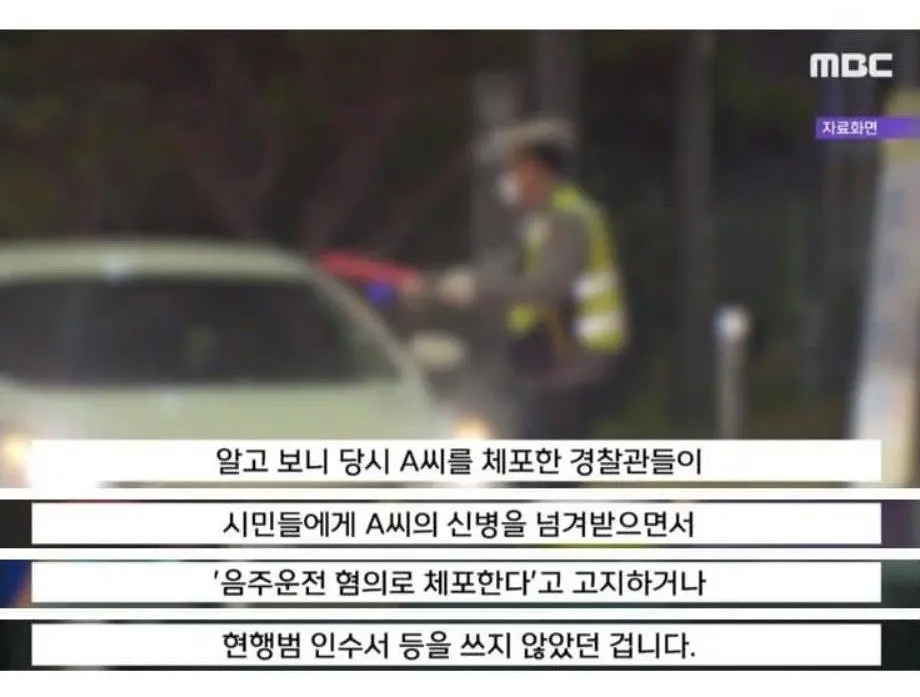 MBC
자료화면
알고 보니 당시 A씨를 체포한 경찰관들이
시민들에게 A씨의 신병을 넘겨받으면서
'음주운전 혐의로 체포한다'고 고지하거나
현행범 인수서 등을 쓰지 않았던 겁니다.